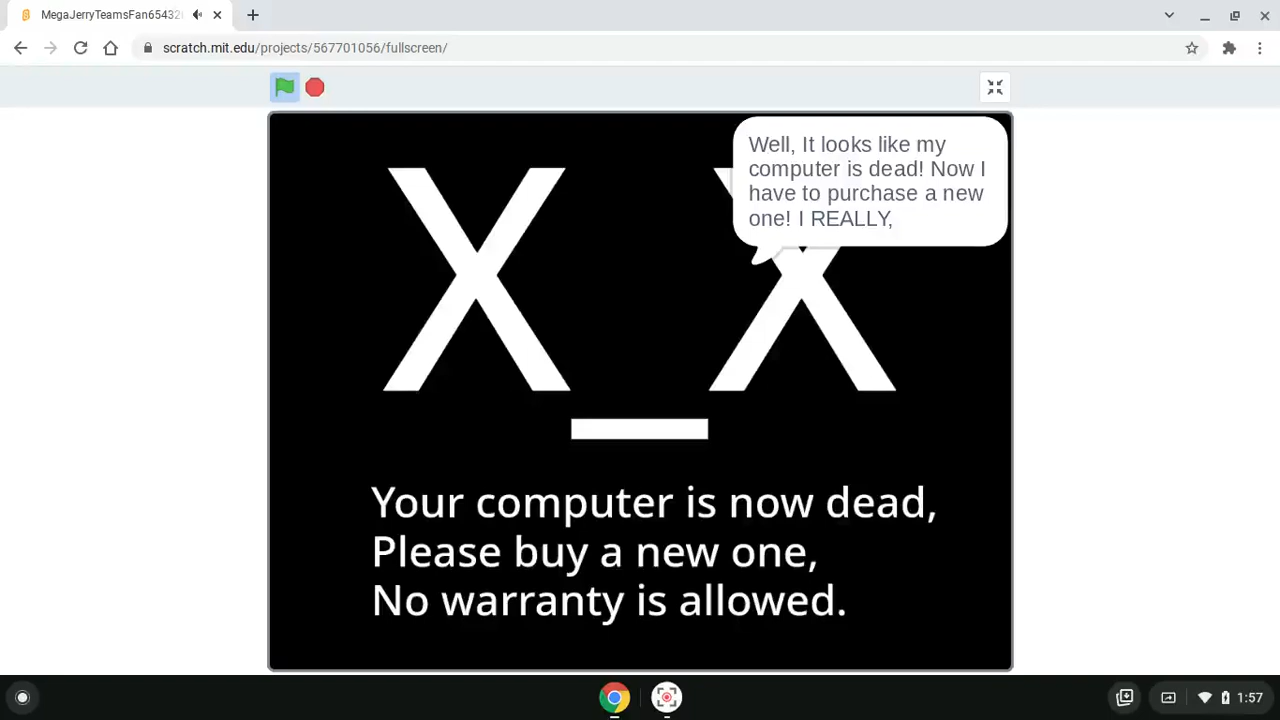 MegaJerryTeamsFan65432
scratch.mit.edu/projects/567701056/fullscreen/
Well, It looks like my
computer is dead! Now I
have to purchase a new
one! I REALLY,
X_X
Your computer is now dead,
Please buy a new one,
No warranty is allowed.
1:57